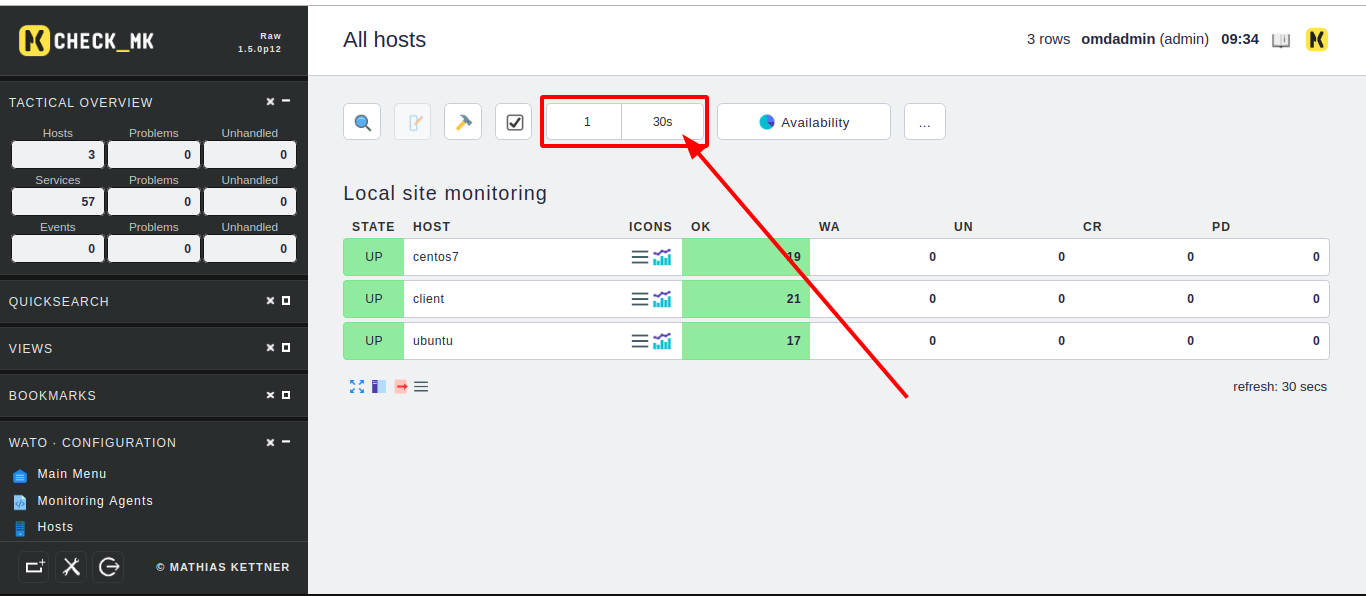 CHECK_MK
Raw
1.5.0p12
All hosts
3 rows omdadmin (admin) 09:34
TACTICAL OVERVIEW
Hosts Problems Unhandled
3 0 0
Services Problems Unhandled
57 0 0
Events Problems Unhandled
0 0 0
QUICKSEARCH
VIEWS
BOOKMARKS
WATO · CONFIGURATION
Main Menu
Monitoring Agents
Hosts
© MATHIAS KETTNER
1 30s Availability ...
Local site monitoring
STATE HOST ICONS OK WA UN CR PD
UP centos7 19 0 0 0 0
UP client 21 0 0 0 0
UP ubuntu 17 0 0 0 0
refresh: 30 secs